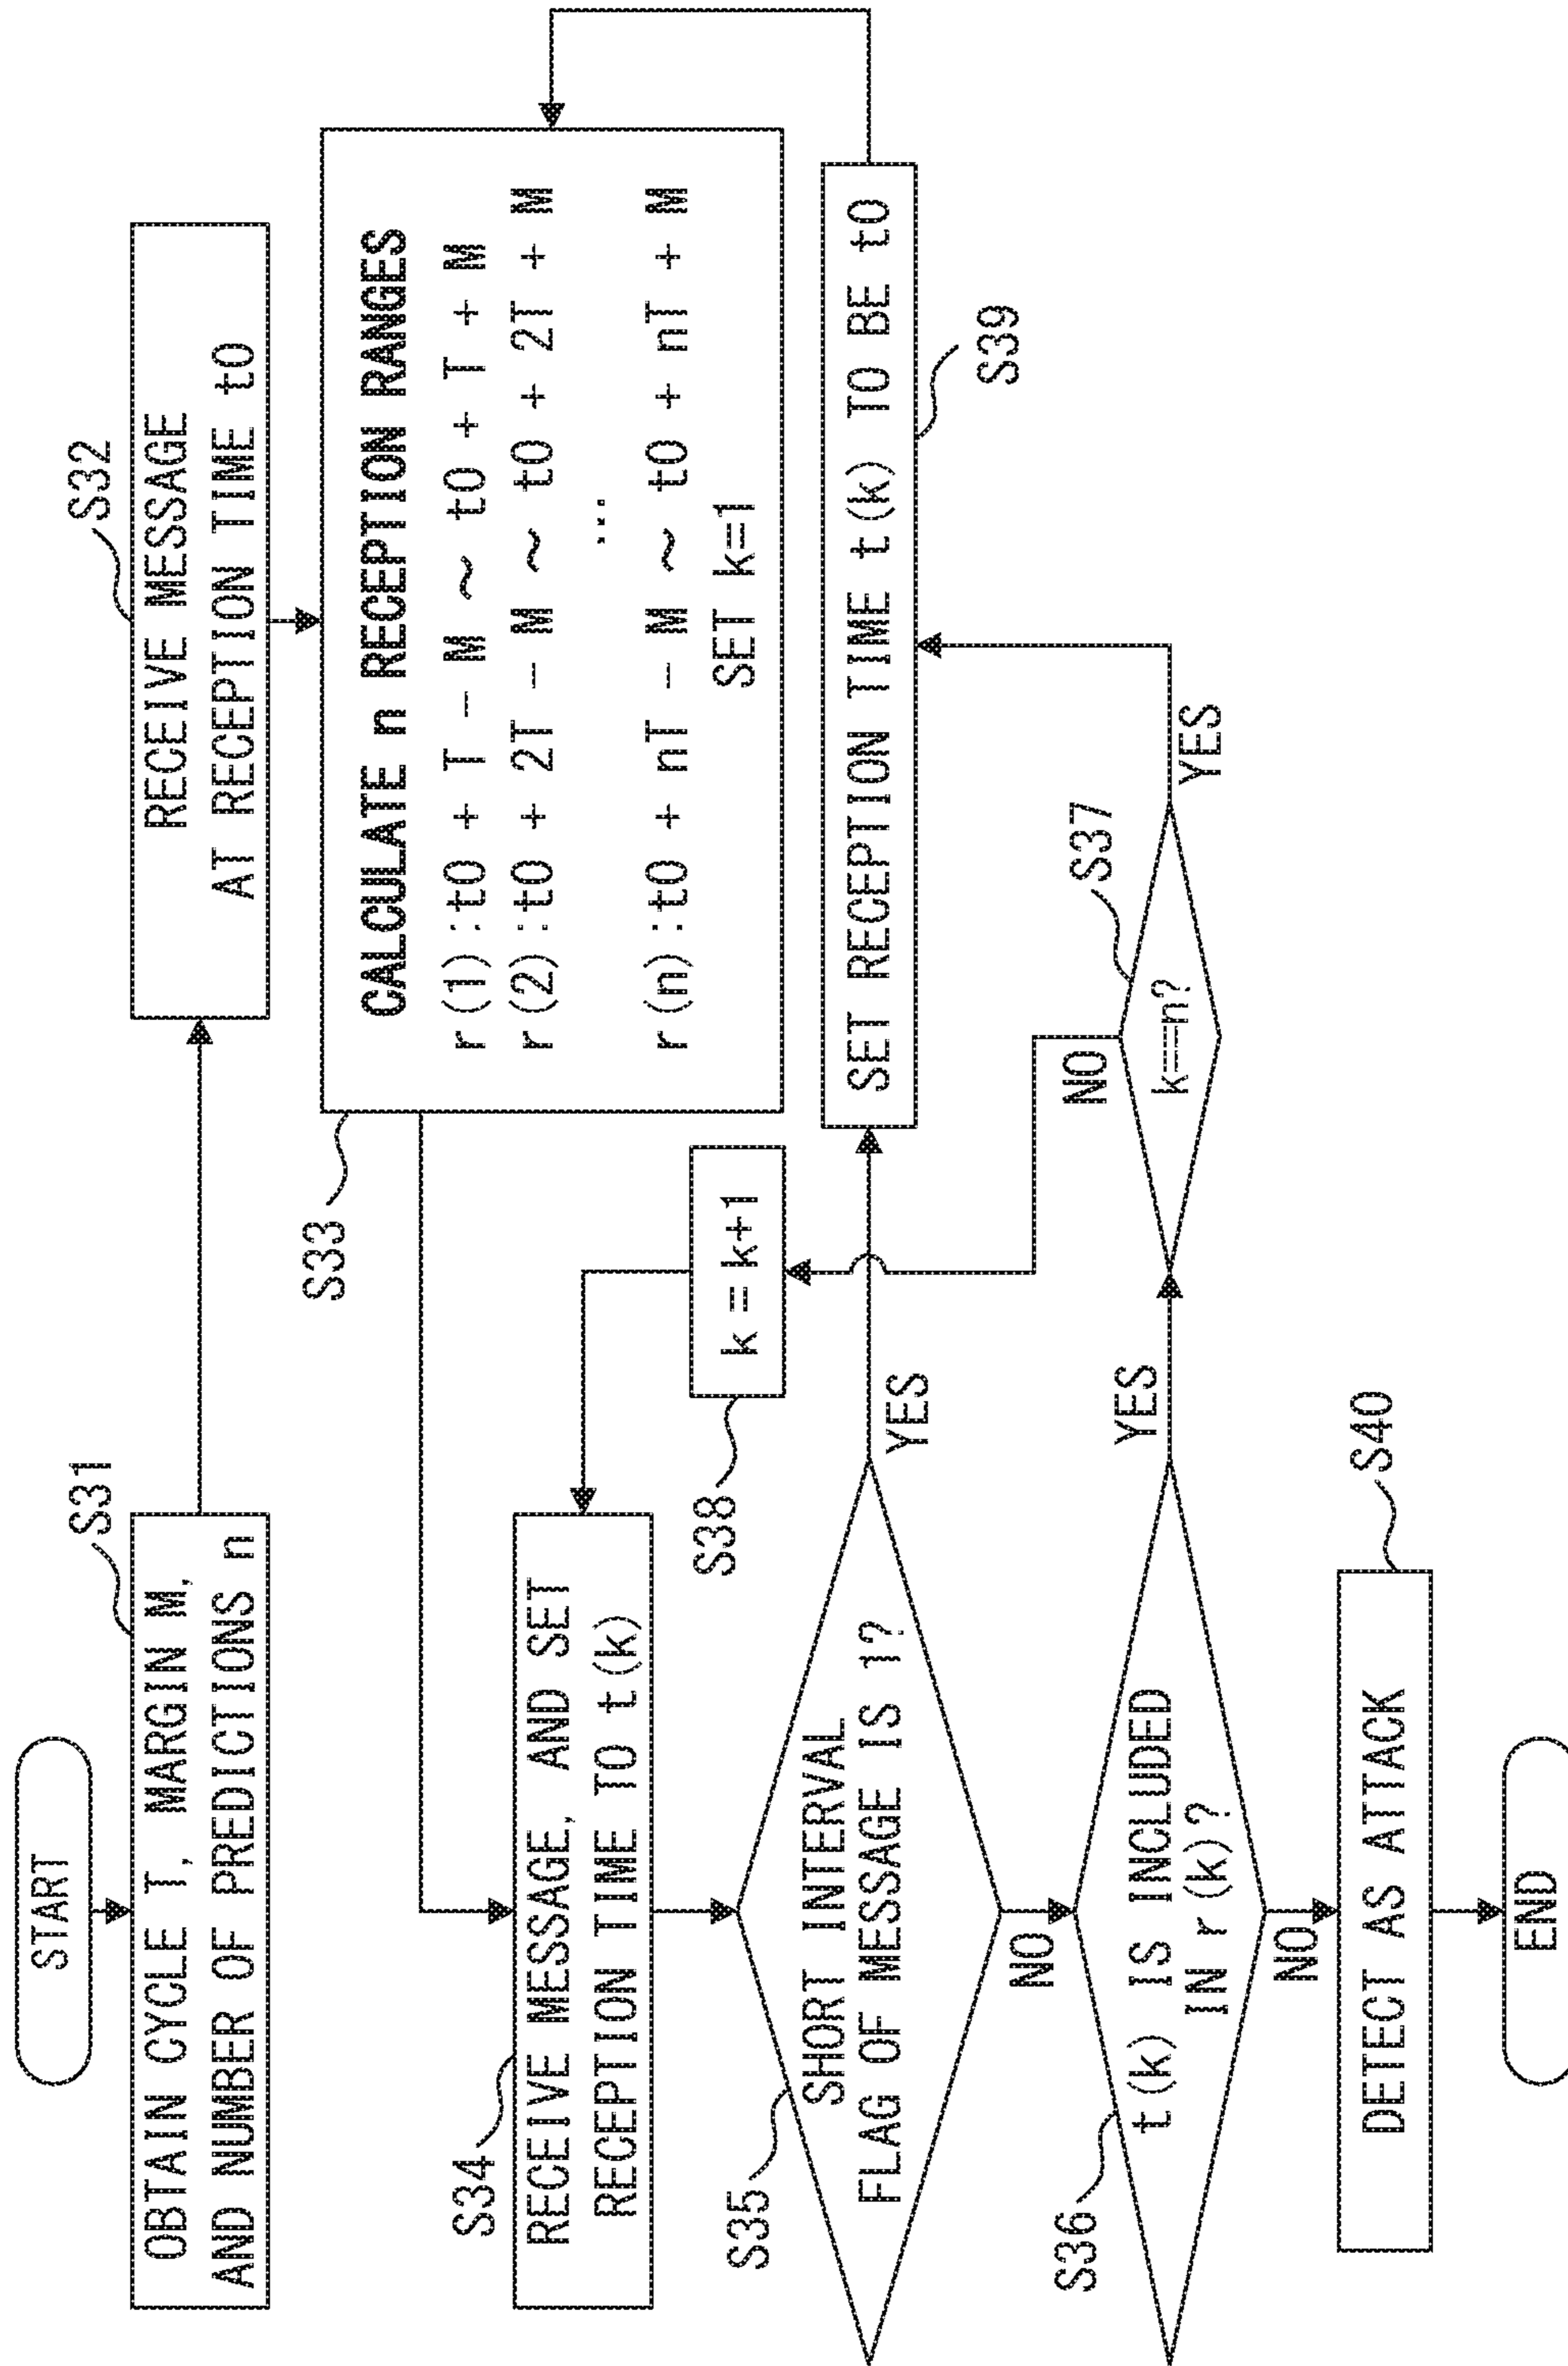 START
S31
OBTAIN CYCLE T, MARGIN M,
AND NUMBER OF PREDICTIONS n
S32
RECEIVE MESSAGE
AT RECEPTION TIME t0
S33
CALCULATE n RECEPTION RANGES
r(1):t0 + T - M ~ t0 + T + M
r(2):t0 + 2T - M ~ t0 + 2T + M
...
r(n):t0 + nT - M ~ t0 + nT + M
SET k=1
S34
RECEIVE MESSAGE, AND SET
RECEPTION TIME TO t(k)
S38
k = k+1
S35
SHORT INTERVAL
FLAG OF MESSAGE IS 1?
YES
NO
SET RECEPTION TIME t(k) TO BE t0
S39
S36
t(k) IS INCLUDED
IN r(k)?
YES
NO
S37
k==n?
NO
YES
S40
DETECT AS ATTACK
END